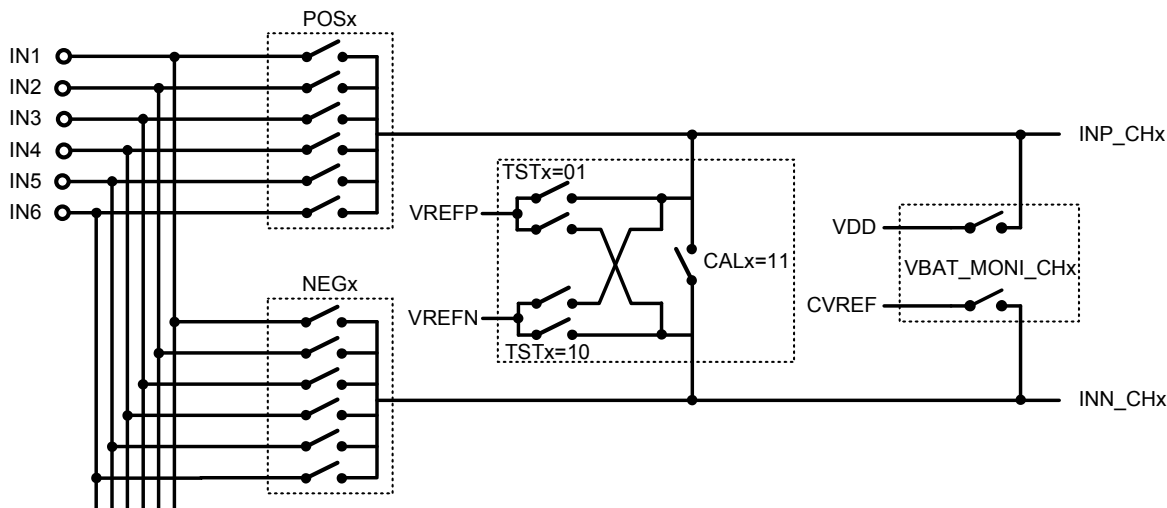 POSx
IN1
IN2
IN3
IN4
IN5
IN6
INP_CHx
TSTx=01
VREFP
CALx=11
VREFN
TSTx=10
VDD
VBAT_MONI_CHx
CVREF
NEGx
INN_CHx